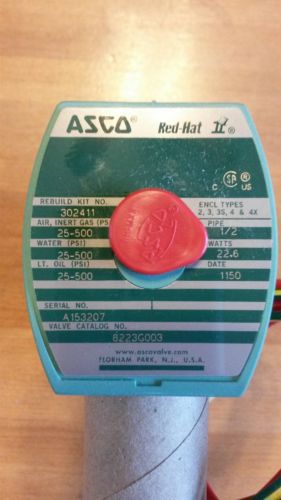 ASCO® Red-Hat II®
C SA ® US
REBUILD KIT NO. ENCL TYPES
302411 2, 3, 3S, 4 & 4X
AIR, INERT GAS (PSI PIPE
25-500 1/2
WATER (PSI) WATTS
25-500 22.6
LT. OIL (PSI) DATE
25-500 1150
SERIAL NO.
A153207
VALVE CATALOG NO.
8223G003
www.ascovalve.com
FLORHAM PARK, N.J., U.S.A.